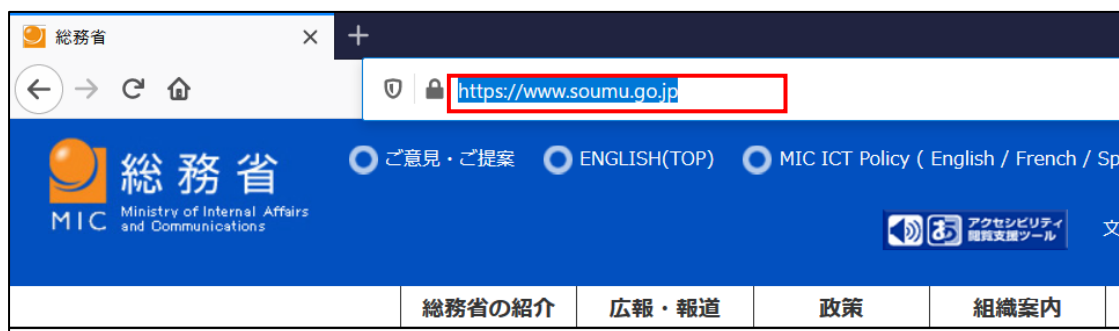 総務省
https://www.soumu.go.jp
ご意見・ご提案 ENGLISH(TOP) MIC ICT Policy ( English / French / Sp
総務省
MIC Ministry of Internal Affairs
and Communications
あ アクセシビリティ
閲覧支援ツール 文
総務省の紹介 広報・報道 政策 組織案内